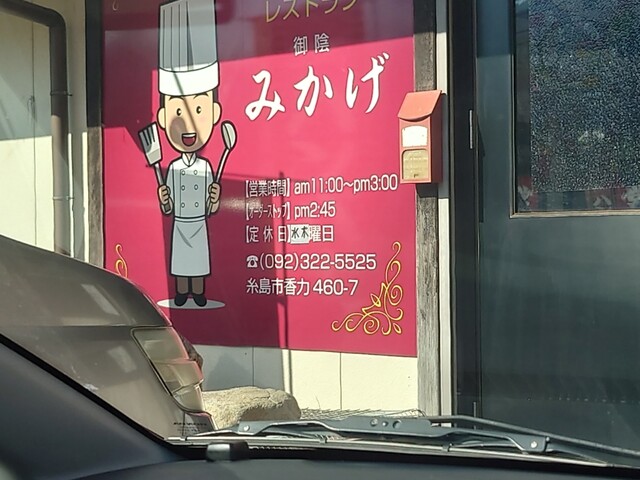 レストラン
御陰
みかげ
【営業時間】am11:00～pm3:00
【オーダーストップ】pm2:45
【定休日】水木曜日
☎(092)322-5525
糸島市香力460-7